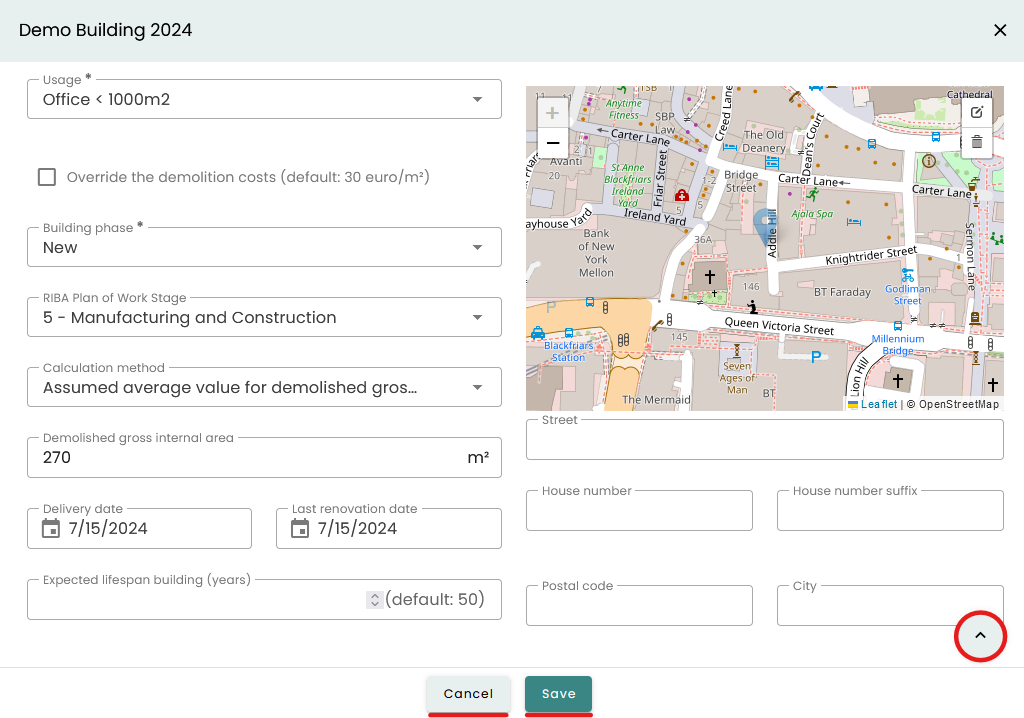 Demo Building 2024
Usage *
Office < 1000m2
Override the demolition costs (default: 30 euro/m²)
Building phase *
New
RIBA Plan of Work Stage
5 - Manufacturing and Construction
Calculation method
Assumed average value for demolished gros...
Demolished gross internal area
270 m²
Delivery date
7/15/2024
Last renovation date
7/15/2024
Expected lifespan building (years)
(default: 50)
Cathedral
Anytime
Fitness
SBP
Law
Creed Lane
The Old
Deanery
Dean's Court
Carter Lane
Avanti
20
St Anne
Blackfriars
Ireland
Yard
Friar Street
1-2
5
5
Bridge
Street
Carter Lane
Carter Lane
Ireland Yard
ayhouse Yard
Ajala Spa
Addle Hill
36A
Bank
of New
York
Mellon
Knightrider Street
1
Sermon Lane
146
BT Faraday
Godliman
Street
Queen Victoria Street
145
Millennium
Bridge
Blackfriars
Station
P
P
Seven
Ages of
Man
The Mermaid
BT
Lion Hill
+
−
Leaflet | © OpenStreetMap
Street
House number
House number suffix
Postal code
City
Cancel
Save